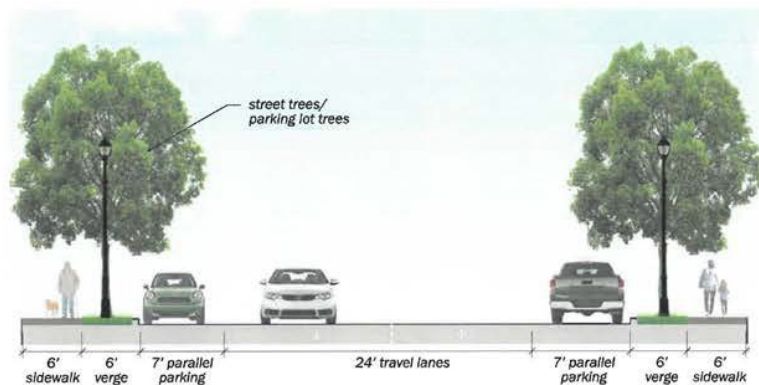 street trees/
parking lot trees
6'
sidewalk
6'
verge
7' parallel
parking
24' travel lanes
7' parallel
parking
6'
verge
6'
sidewalk